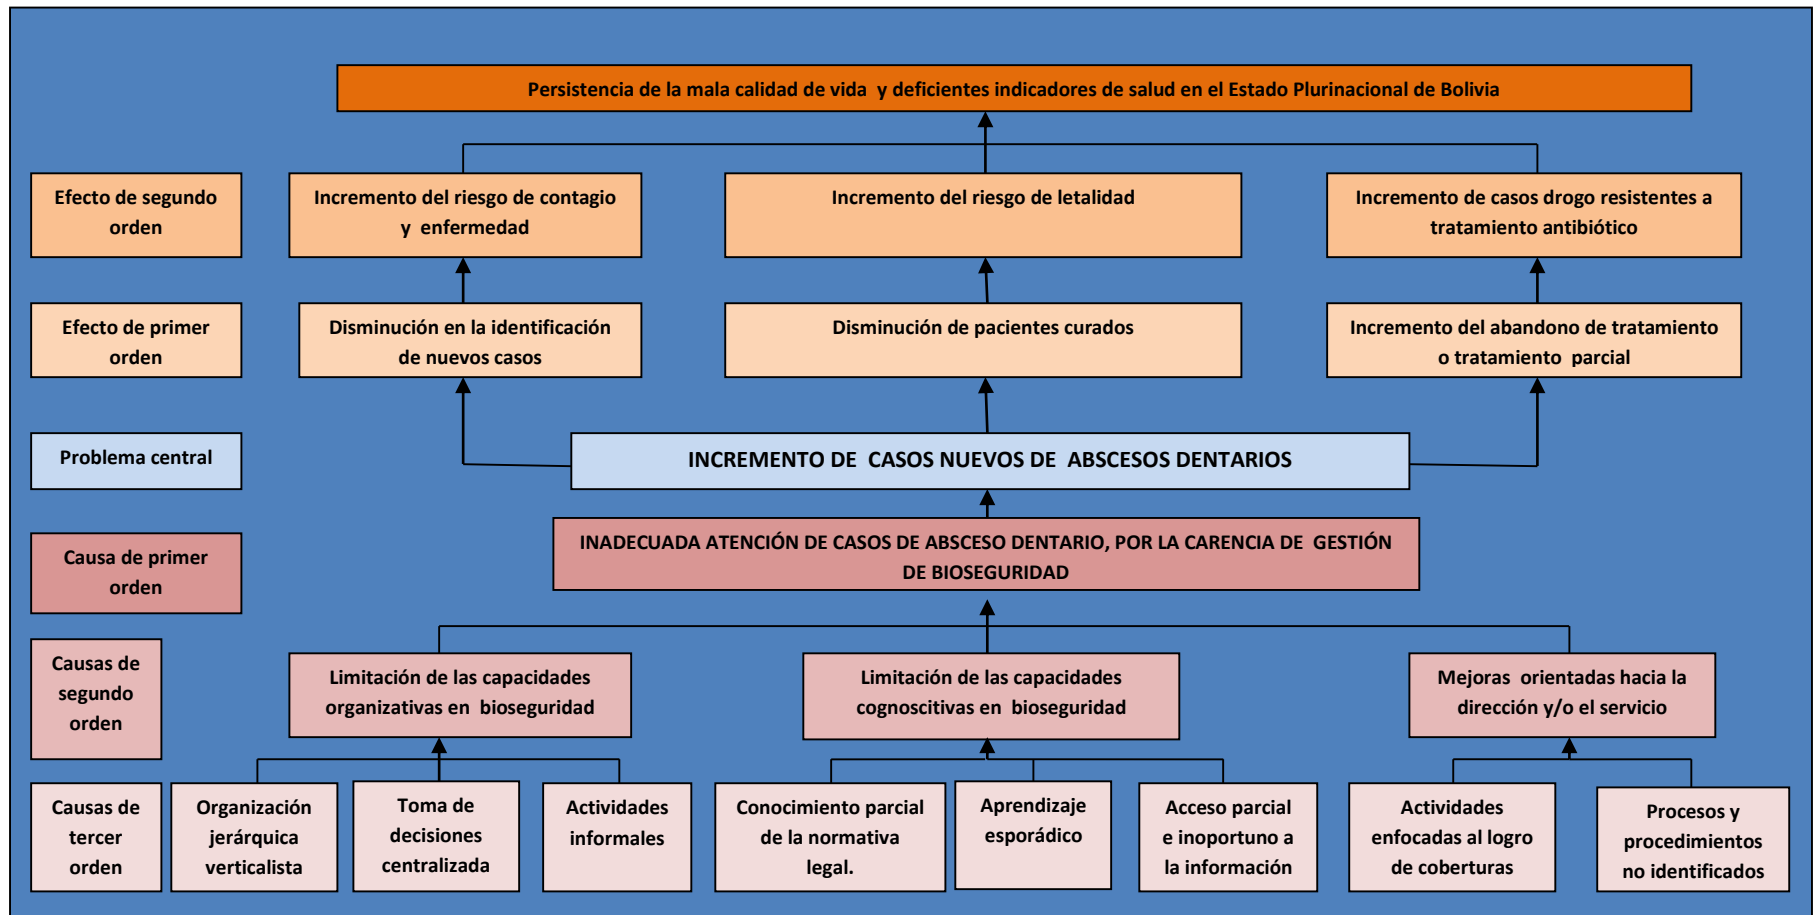 Persistencia de la mala calidad de vida y deficientes indicadores de salud en el Estado Plurinacional de Bolivia
Efecto de segundo
orden
Incremento del riesgo de contagio
y enfermedad
Incremento del riesgo de letalidad
Incremento de casos drogo resistentes a
tratamiento antibiótico
Efecto de primer
orden
Disminución en la identificación
de nuevos casos
Disminución de pacientes curados
Incremento del abandono de tratamiento
o tratamiento parcial
Problema central
INCREMENTO DE CASOS NUEVOS DE ABSCESOS DENTARIOS
Causa de primer
orden
INADECUADA ATENCIÓN DE CASOS DE ABSCESO DENTARIO, POR LA CARENCIA DE GESTIÓN
DE BIOSEGURIDAD
Causas de
segundo
orden
Limitación de las capacidades
organizativas en bioseguridad
Limitación de las capacidades
cognoscitivas en bioseguridad
Mejoras orientadas hacia la
dirección y/o el servicio
Causas de
tercer
orden
Organización
jerárquica
verticalista
Toma de
decisiones
centralizada
Actividades
informales
Conocimiento parcial
de la normativa
legal.
Aprendizaje
esporádico
Acceso parcial
e inoportuno a
la información
Actividades
enfocadas al logro
de coberturas
Procesos y
procedimientos
no identificados